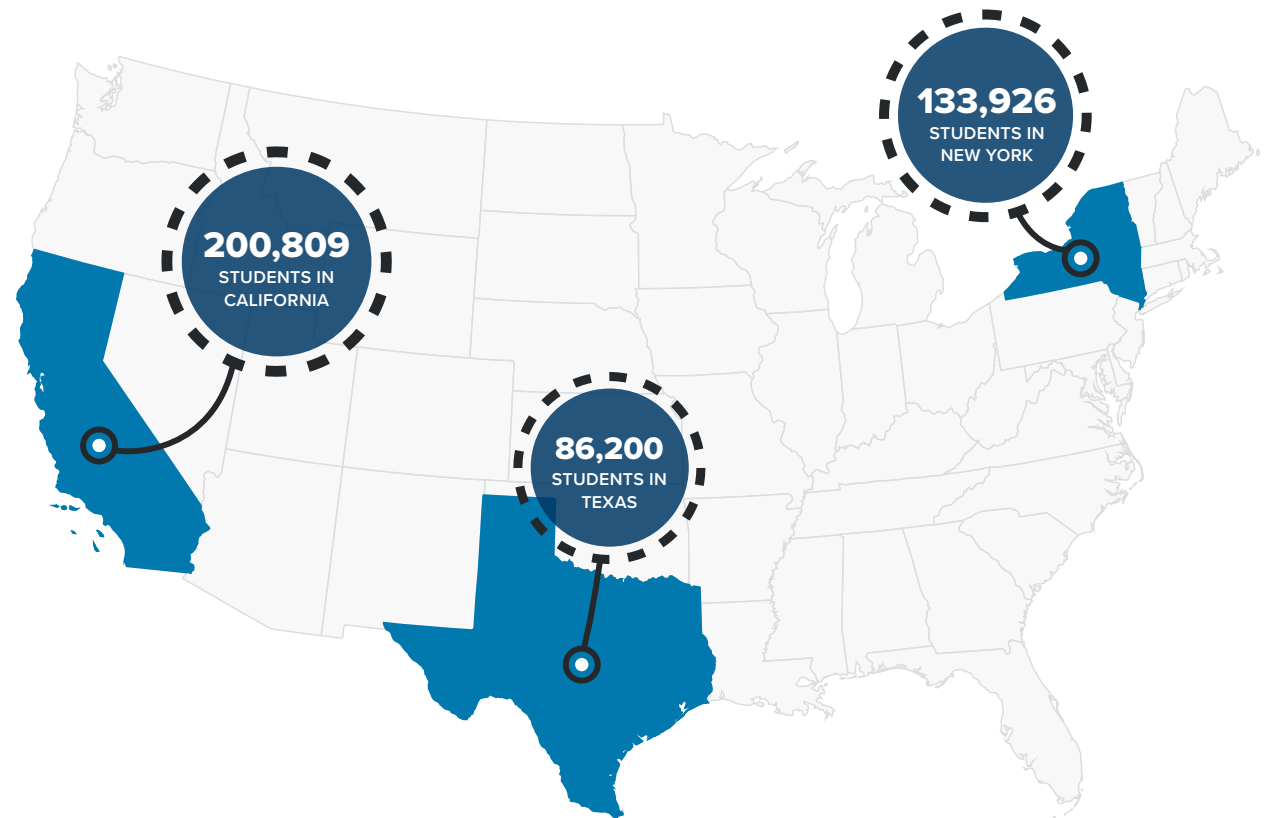 133,926
STUDENTS IN
NEW YORK
200,809
STUDENTS IN
CALIFORNIA
86,200
STUDENTS IN
TEXAS